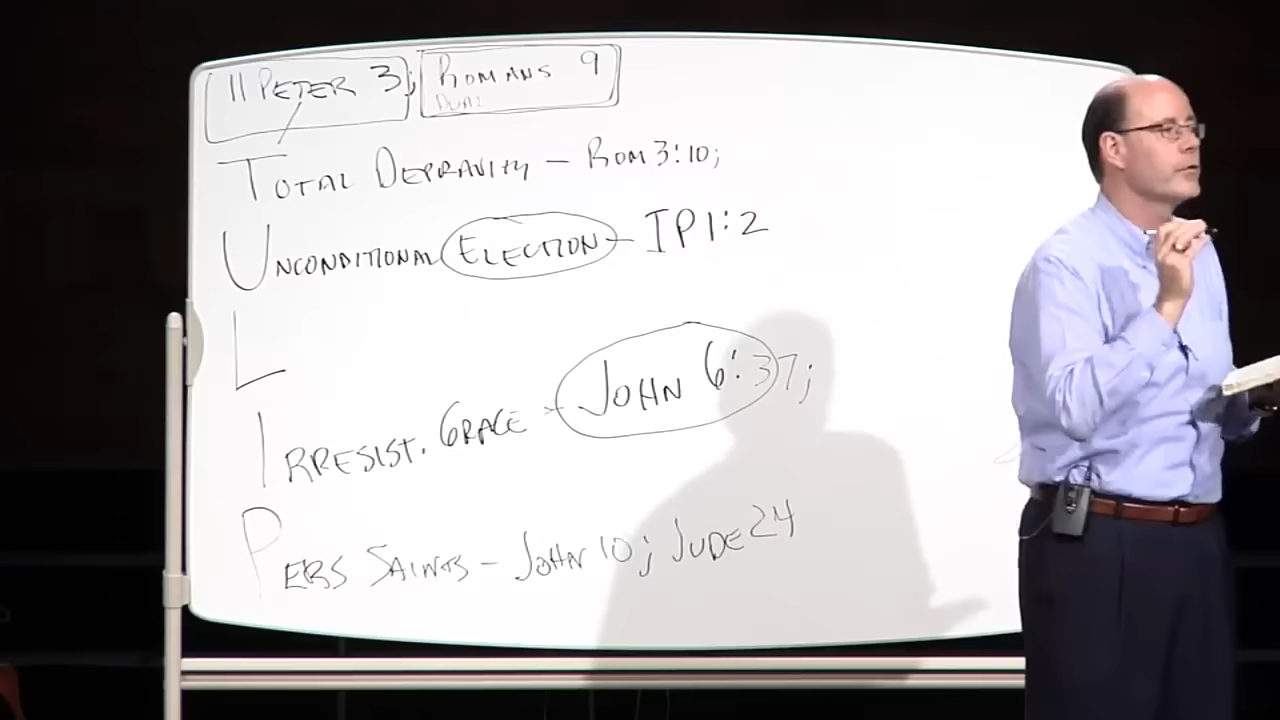 II PETER 3; ROMANS 9
TOTAL DEPRAVITY - ROM 3:10;
UNCONDITIONAL ELECTION - I P 1:2
L
IRRESIST. GRACE - JOHN 6:37;
PERS SAINTS - JOHN 10; JUDE 24